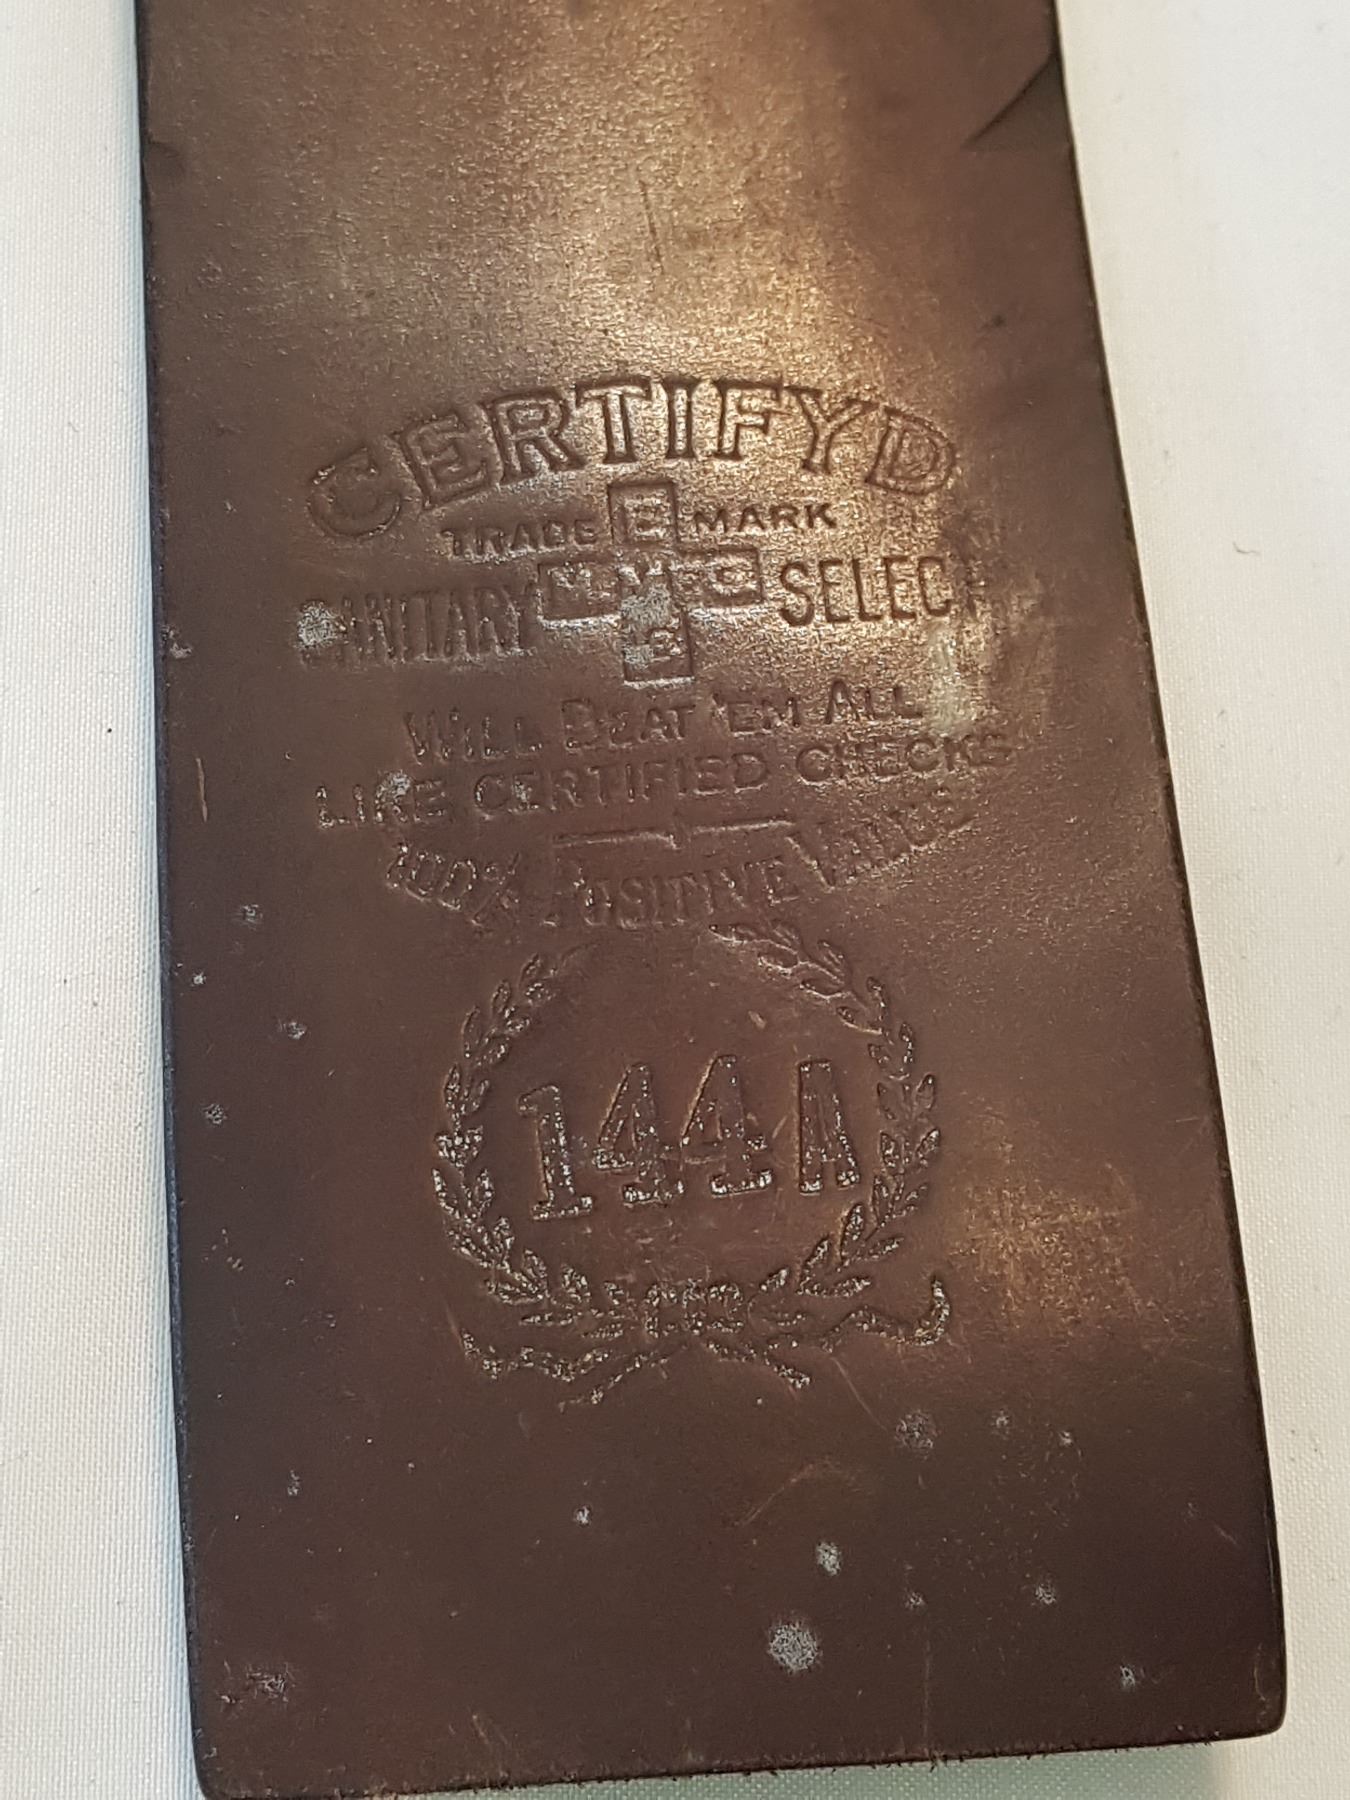 CERTIFYD
TRADE E MARK
SANITARY SELECT
WILL BEAT 'EM ALL
LIKE CERTIFIED CHECKS
100% POSITIVE VALUE
144A